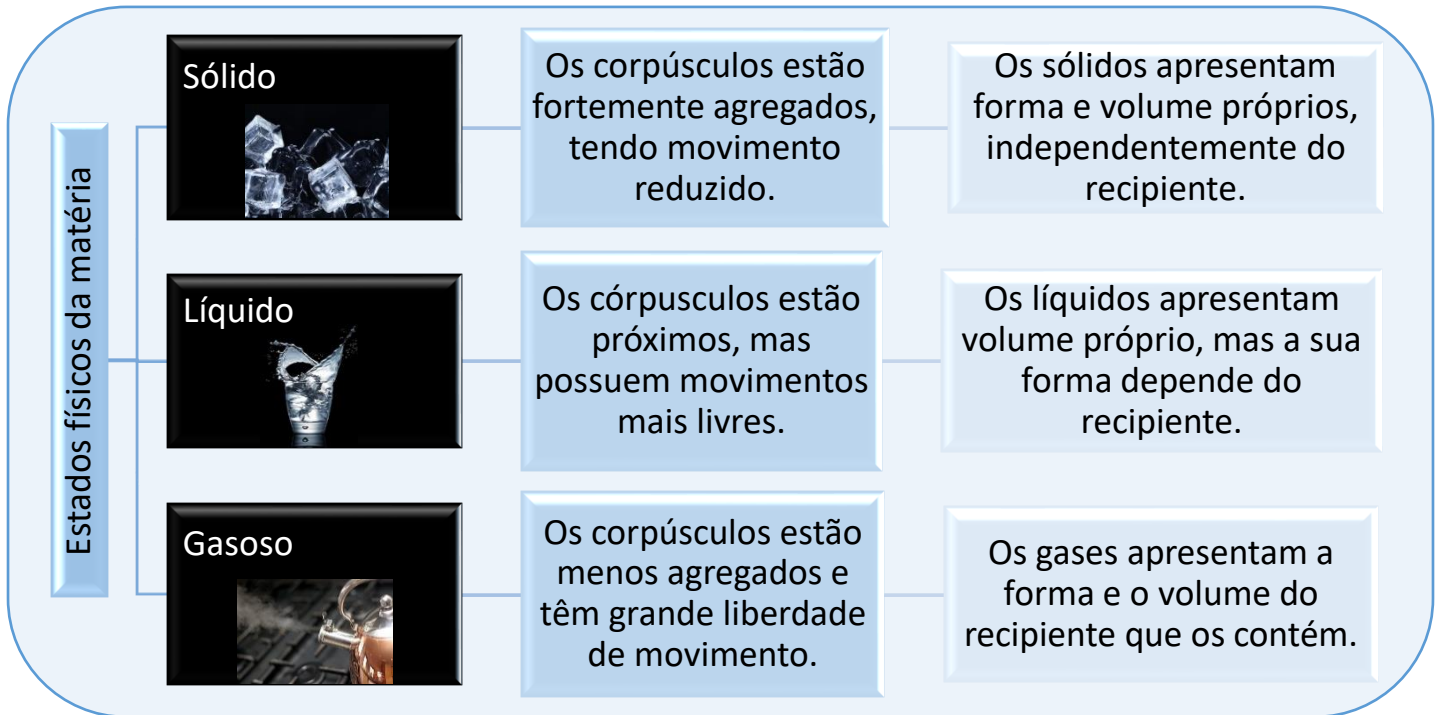 Estados físicos da matéria
Sólido
Os corpúsculos estão
fortemente agregados,
tendo movimento
reduzido.
Os sólidos apresentam
forma e volume próprios,
independentemente do
recipiente.
Líquido
Os córpusculos estão
próximos, mas
possuem movimentos
mais livres.
Os líquidos apresentam
volume próprio, mas a sua
forma depende do
recipiente.
Gasoso
Os corpúsculos estão
menos agregados e
têm grande liberdade
de movimento.
Os gases apresentam a
forma e o volume do
recipiente que os contém.